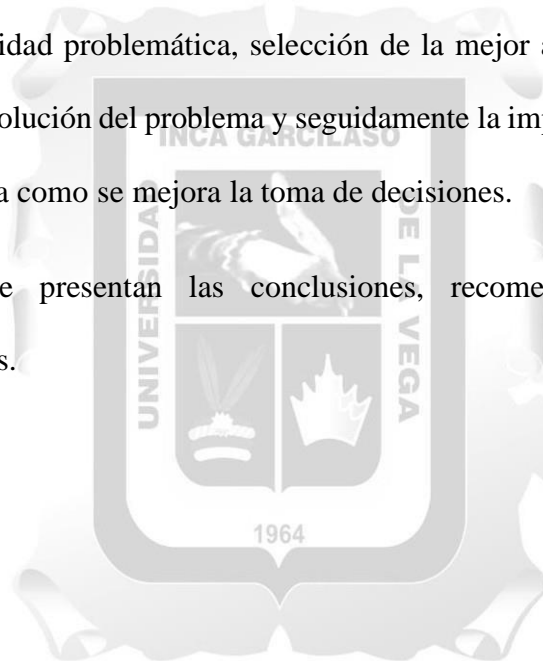 idad problemática, selección de la mejor a
olución del problema y seguidamente la imp
INCA GARCILASO
a como se mejora la toma de decisiones.
e presentan las conclusiones, recome
s.
UNIVERSIDAD
DE LA VEGA
1964